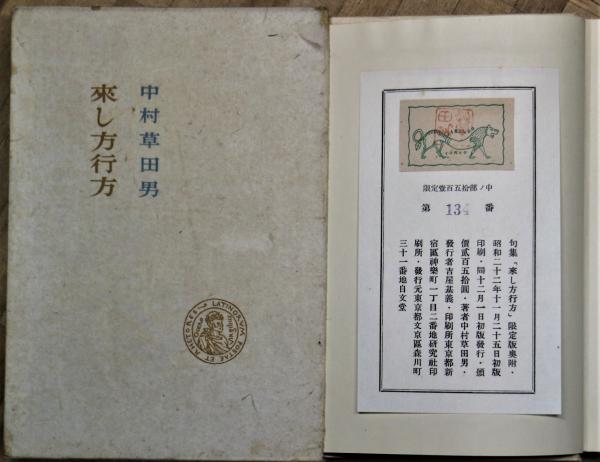 中村草田男
來し方行方
AVCTORES LATINORVM POETAE ET
限定壹百五拾部ノ中
第 134 番
句集「來し方行方」限定版奧附・
昭和二十二年十一月二十五日初版
印刷・同十二月一日初版發行・頒
價貳百五拾圓・著者中村草田男・
發行者吉屋基義・印刷所東京都新
宿區神樂町一丁目二番地研究社印
刷所・發行元東京都文京區森川町
三十一番地自文堂